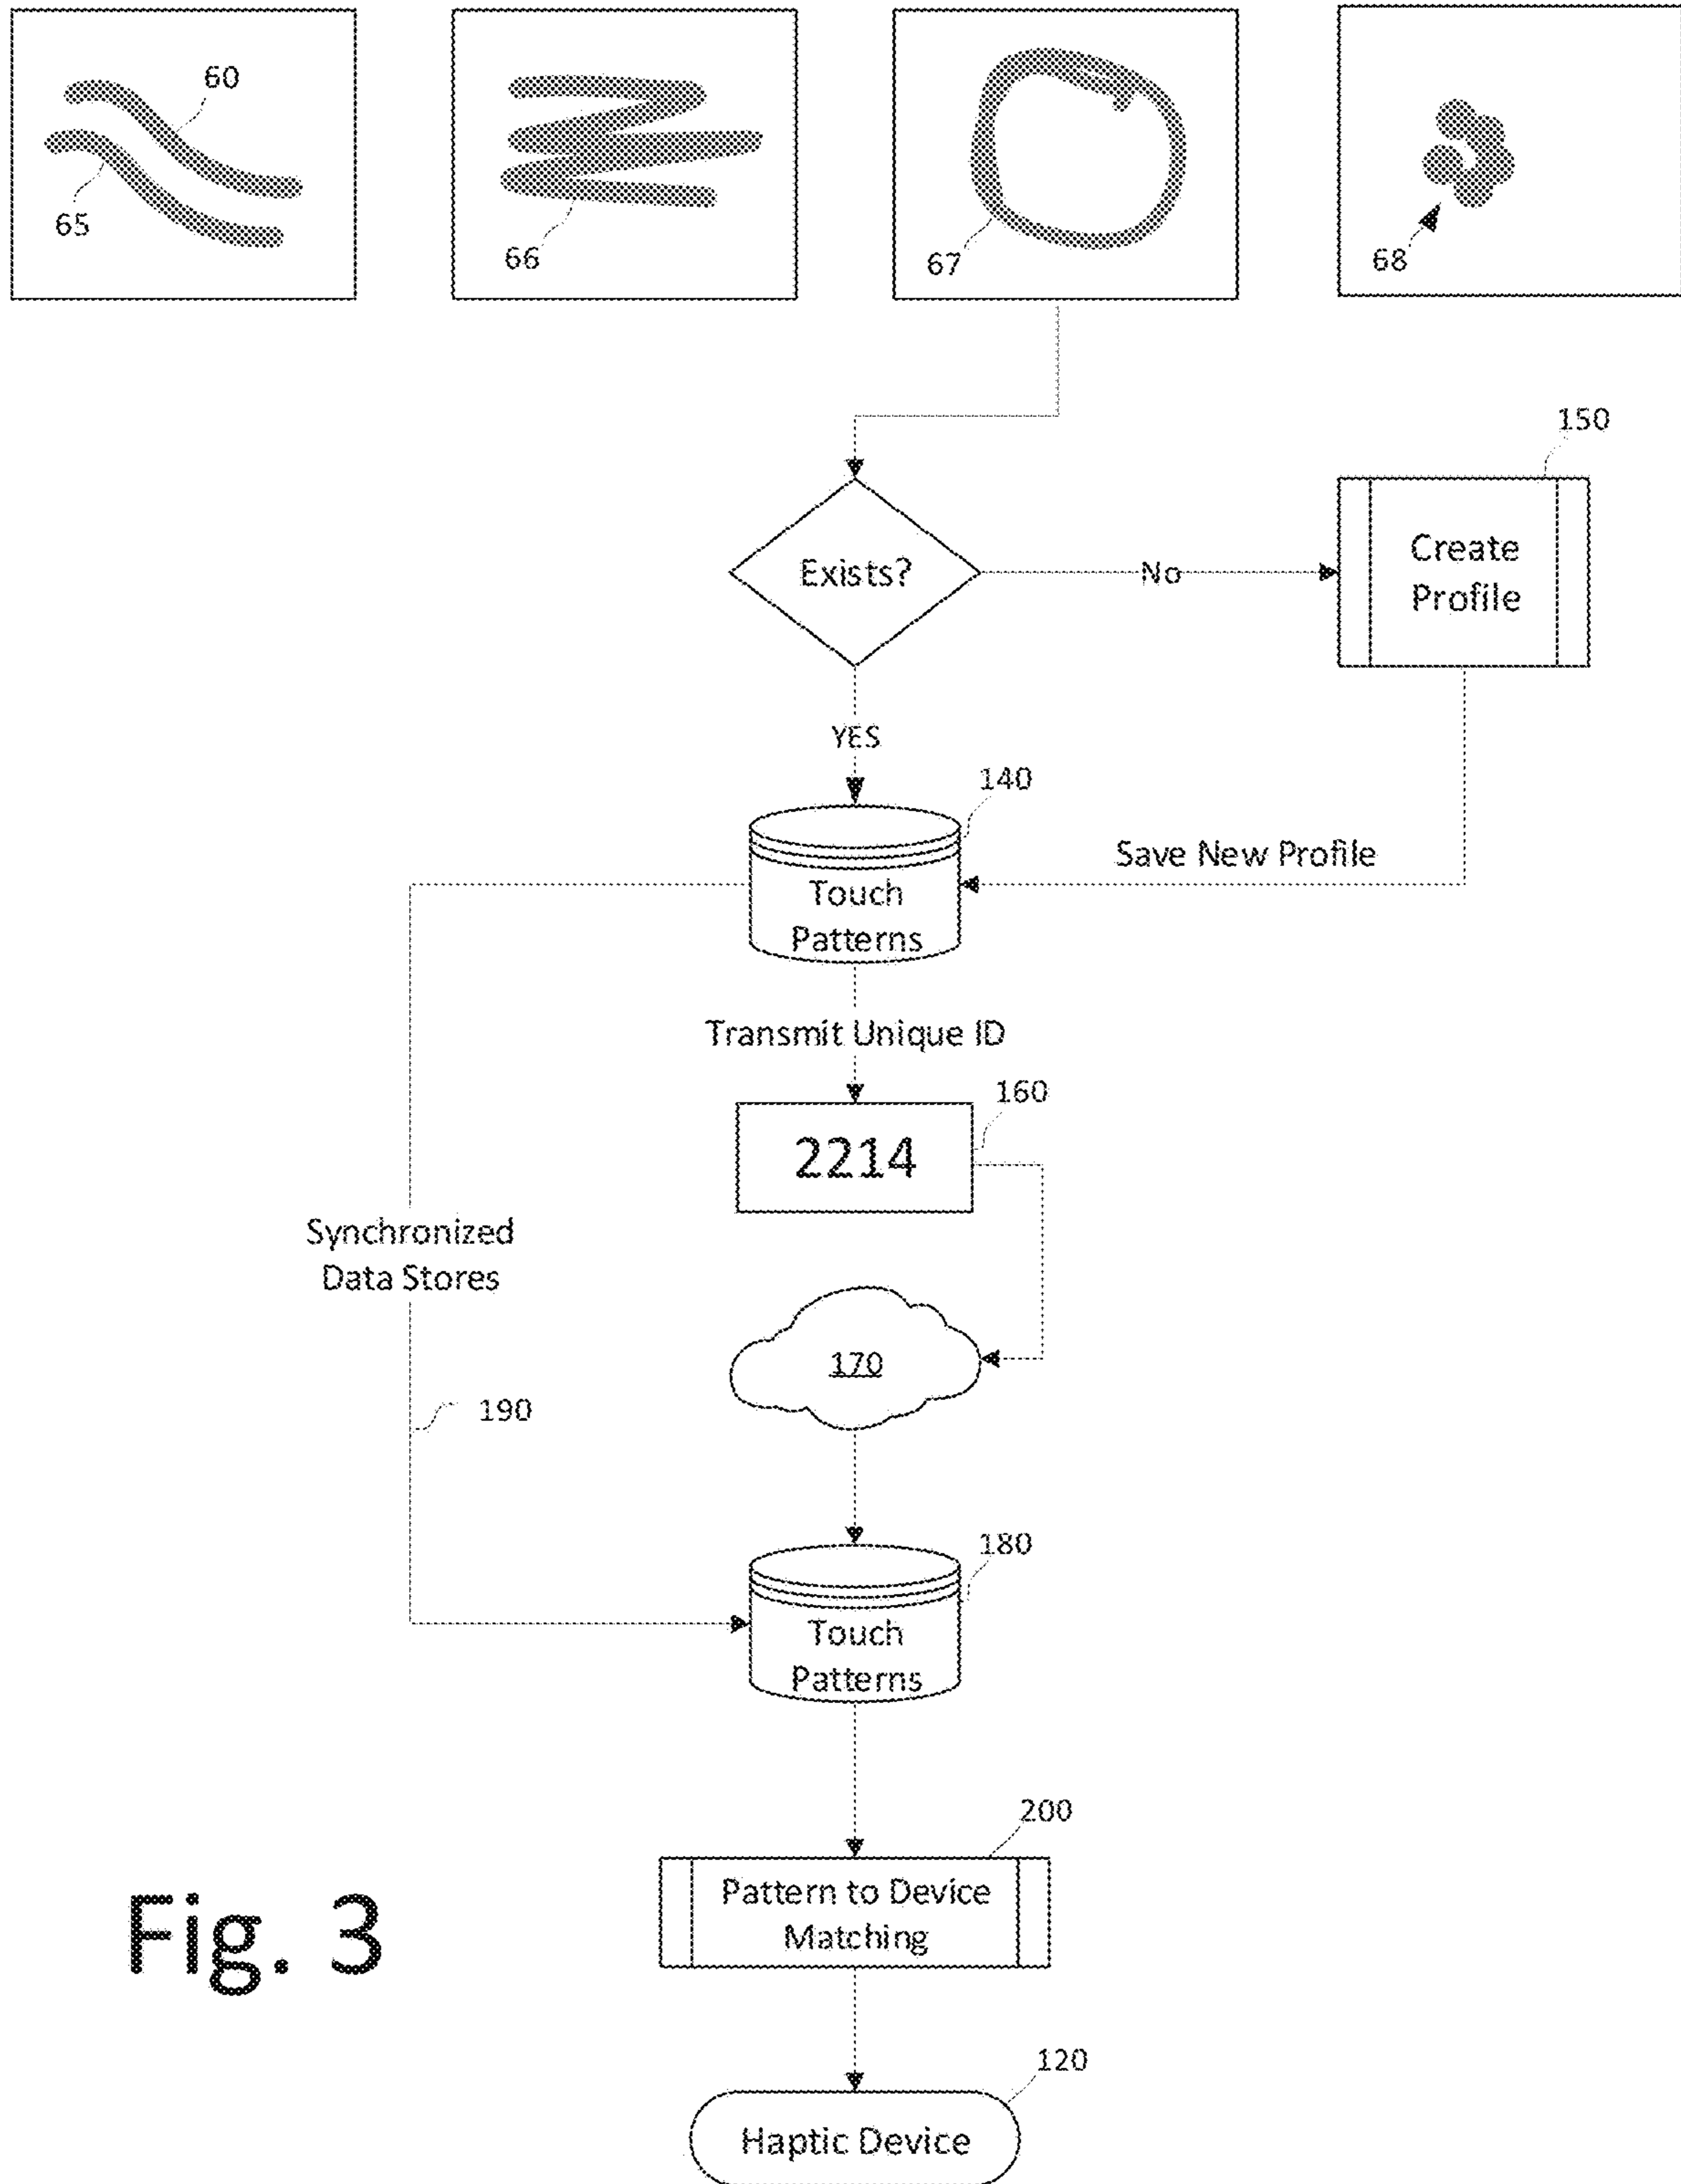 60
65
66
67
68
150
Exists?
No
Create
Profile
YES
140
Save New Profile
Touch
Patterns
Transmit Unique ID
160
2214
Synchronized
Data Stores
170
190
180
Touch
Patterns
200
Pattern to Device
Matching
Fig. 3
120
Haptic Device